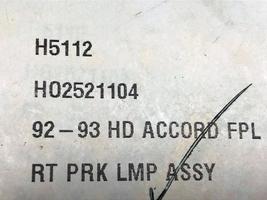 H5112
HO2521104
92-93 HD ACCORD FPL
RT PRK LMP ASSY